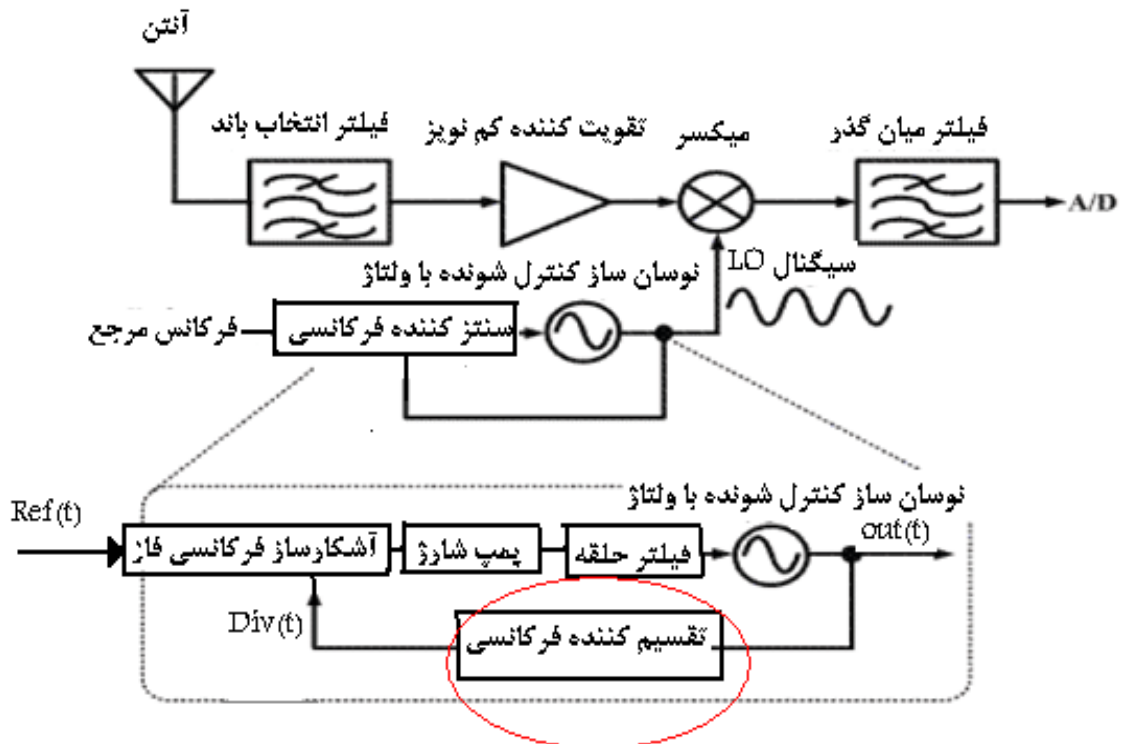 آنتن
فیلتر انتخاب باند
تقویت کننده کم نویز
میکسر
فیلتر میان گذر
A/D
سیگنال LO
نوسان ساز کنترل شونده با ولتاژ
فرکانس مرجع
سنتز کننده فرکانسی
نوسان ساز کنترل شونده با ولتاژ
Ref(t)
آشکارساز فرکانسی فاز
پمپ شارژ
فیلتر حلقه
out(t)
Div(t)
تقسیم کننده فرکانسی